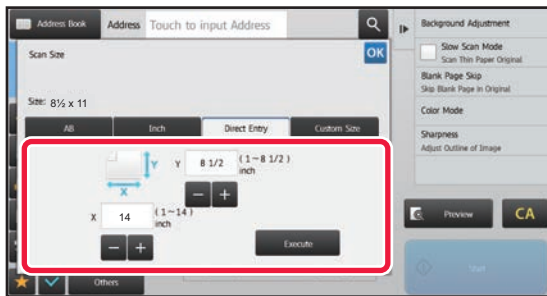 Address Book
Address
Touch to input Address
Background Adjustment
Scan Size
OK
Slow Scan Mode
Scan Thin Paper Original
Blank Page Skip
Skip Blank Page in Original
Size: 8½ x 11
Color Mode
AB
Inch
Direct Entry
Custom Size
Sharpness
Adjust Outline of Image
Y
Y
8 1/2
(1~8 1/2)
inch
X
X
14
(1~14)
inch
Execute
Preview
CA
Start
Others